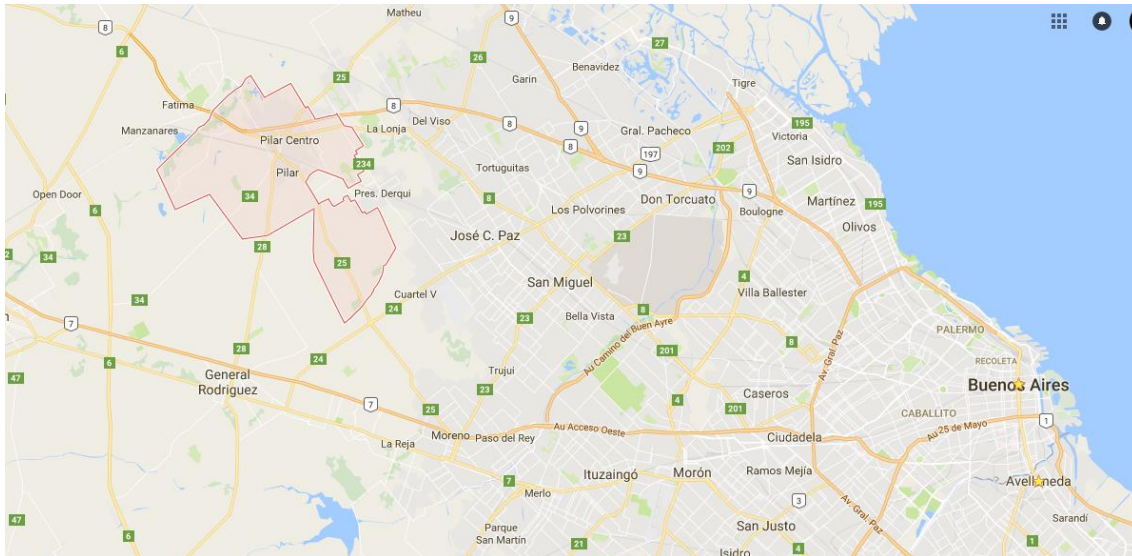 Matheu
9
8
27
6
26
Benavidez
25
Garin
Tigre
Fatima
8
Del Viso
8
Gral. Pacheco
195
Manzanares
La Lonja
9
Victoria
Pilar Centro
8
202
197
San Isidro
234
Tortuguitas
9
Pilar
9
Open Door
34
Pres. Derqui
8
Don Torcuato
Martínez
195
6
Los Polvorines
Boulogne
Olivos
José C. Paz
23
28
34
25
4
San Miguel
Villa Ballester
Cuartel V
34
24
8
7
23
Bella Vista
PALERMO
28
Au Camino del Buen Ayre
8
Av. Gral. Paz
24
201
RECOLETA
6
General
Rodriguez
Trujui
Buenos Aires
47
23
Caseros
4
7
25
201
CABALLITO
1
Moreno
Paso del Rey
Au Acceso Oeste
Ciudadela
Au 25 de Mayo
La Reja
Ituzaingó
Morón
Ramos Mejía
7
Avellaneda
Merlo
3
Av. Gral. Paz
47
Parque
San Martín
San Justo
Sarandí
6
21
1
Isidro